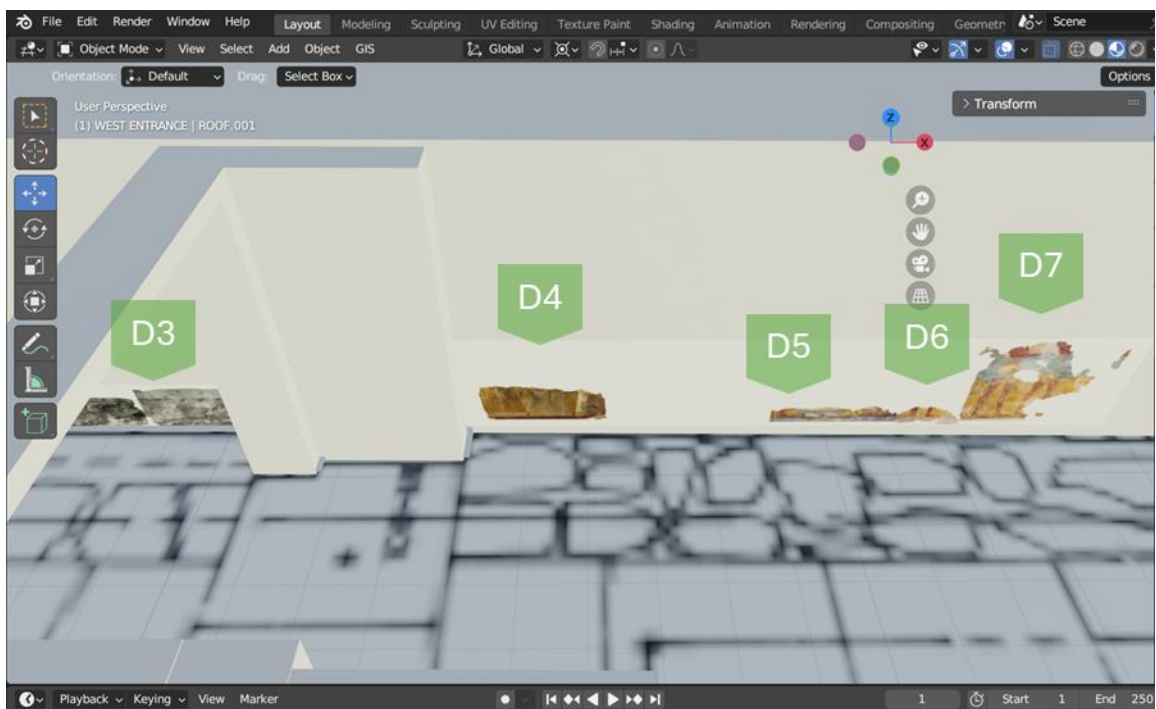 File Edit Render Window Help Layout Modeling Sculpting UV Editing Texture Paint Shading Animation Rendering Compositing Geometr Scene
Object Mode View Select Add Object GIS Global
Orientation: Default Drag: Select Box Options
User Perspective
(1) WEST ENTRANCE | ROOF.001
> Transform
Z
X
D7
D4
D3
D5
D6
Playback Keying View Marker 1 Start 1 End 250